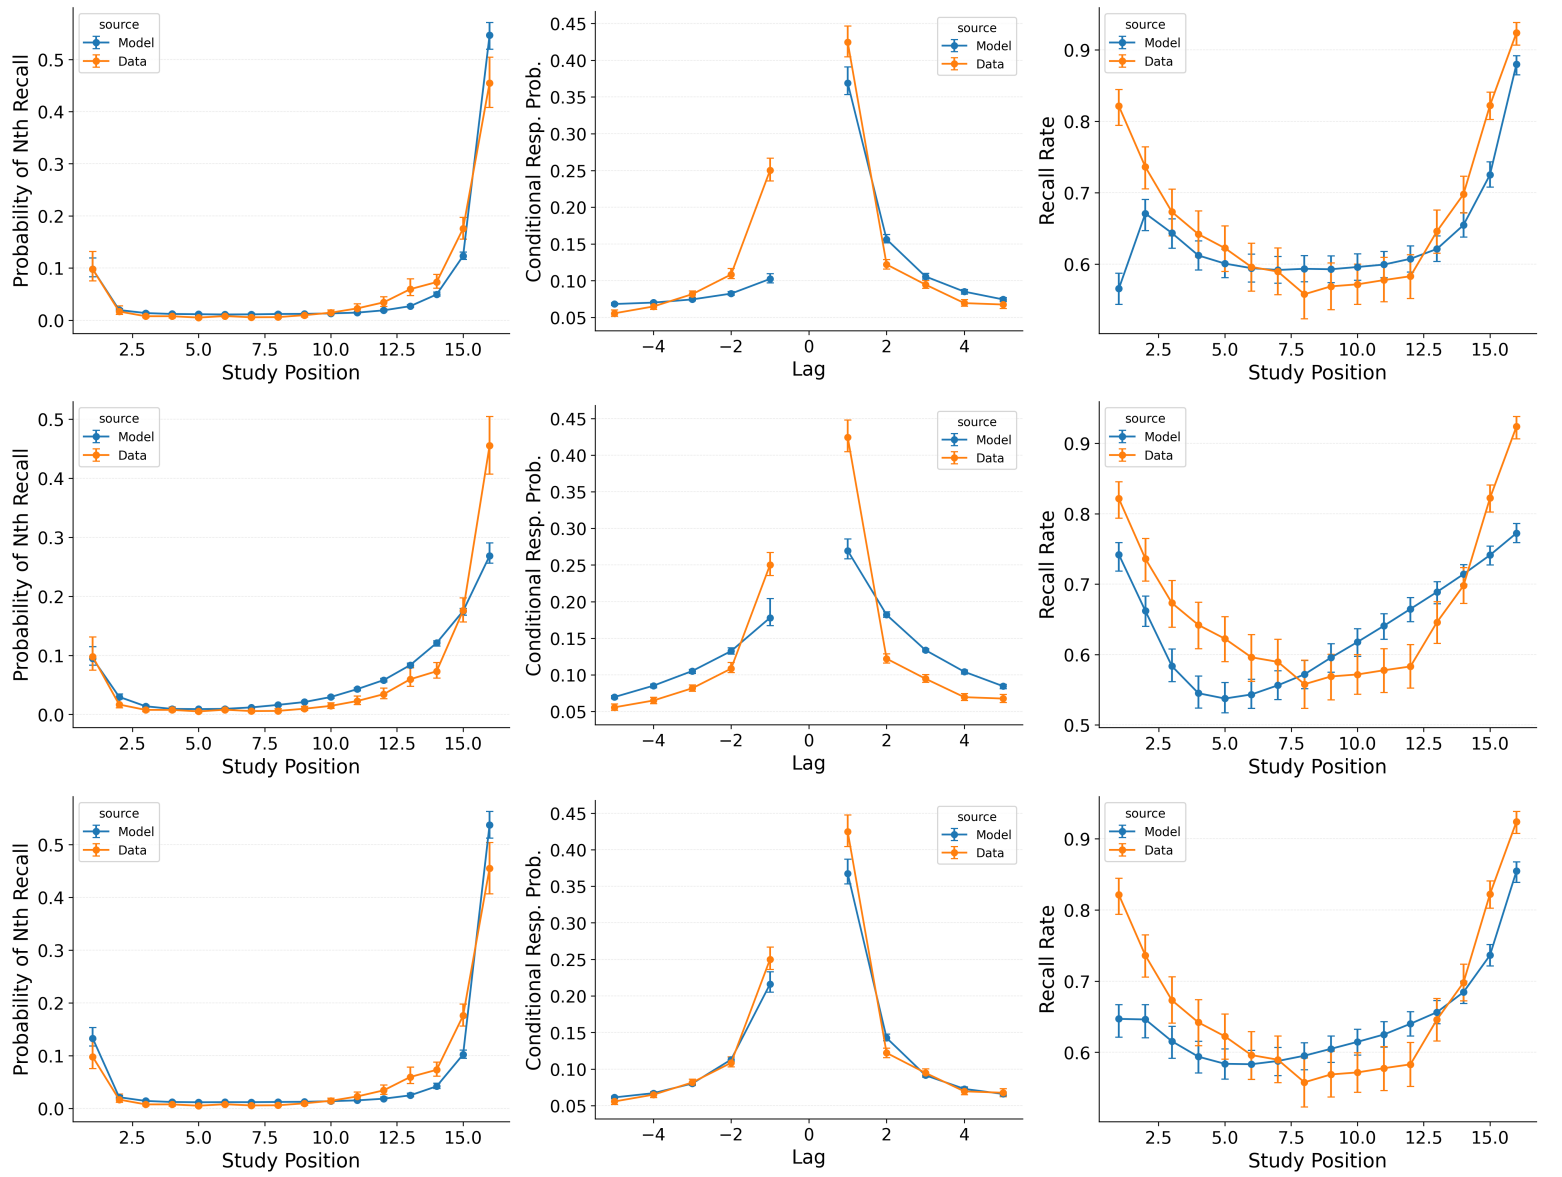 source
Model
Data
Probability of Nth Recall
0.5
0.4
0.3
0.2
0.1
0.0
2.5 5.0 7.5 10.0 12.5 15.0
Study Position
source
Model
Data
Conditional Resp. Prob.
0.45
0.40
0.35
0.30
0.25
0.20
0.15
0.10
0.05
−4 −2 0 2 4
Lag
source
Model
Data
Recall Rate
0.9
0.8
0.7
0.6
2.5 5.0 7.5 10.0 12.5 15.0
Study Position
source
Model
Data
Probability of Nth Recall
0.5
0.4
0.3
0.2
0.1
0.0
2.5 5.0 7.5 10.0 12.5 15.0
Study Position
source
Model
Data
Conditional Resp. Prob.
0.45
0.40
0.35
0.30
0.25
0.20
0.15
0.10
0.05
−4 −2 0 2 4
Lag
source
Model
Data
Recall Rate
0.9
0.8
0.7
0.6
0.5
2.5 5.0 7.5 10.0 12.5 15.0
Study Position
source
Model
Data
Probability of Nth Recall
0.5
0.4
0.3
0.2
0.1
0.0
2.5 5.0 7.5 10.0 12.5 15.0
Study Position
source
Model
Data
Conditional Resp. Prob.
0.45
0.40
0.35
0.30
0.25
0.20
0.15
0.10
0.05
−4 −2 0 2 4
Lag
source
Model
Data
Recall Rate
0.9
0.8
0.7
0.6
2.5 5.0 7.5 10.0 12.5 15.0
Study Position